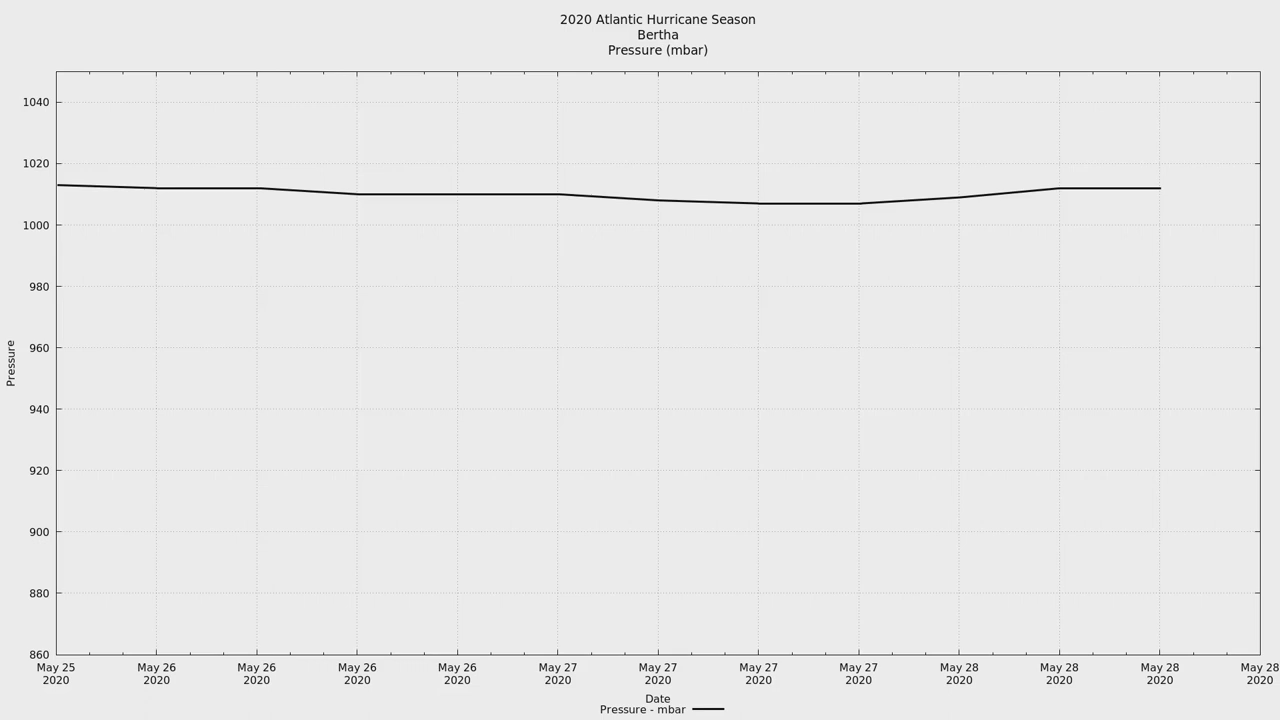 2020 Atlantic Hurricane Season
Bertha
Pressure (mbar)
1040
1020
1000
980
960
940
920
900
880
860
Pressure
May 25 May 26 May 26 May 26 May 26 May 27 May 27 May 27 May 27 May 28 May 28 May 28 May 28
2020 2020 2020 2020 2020 2020 2020 2020 2020 2020 2020 2020 2020
Date
Pressure - mbar